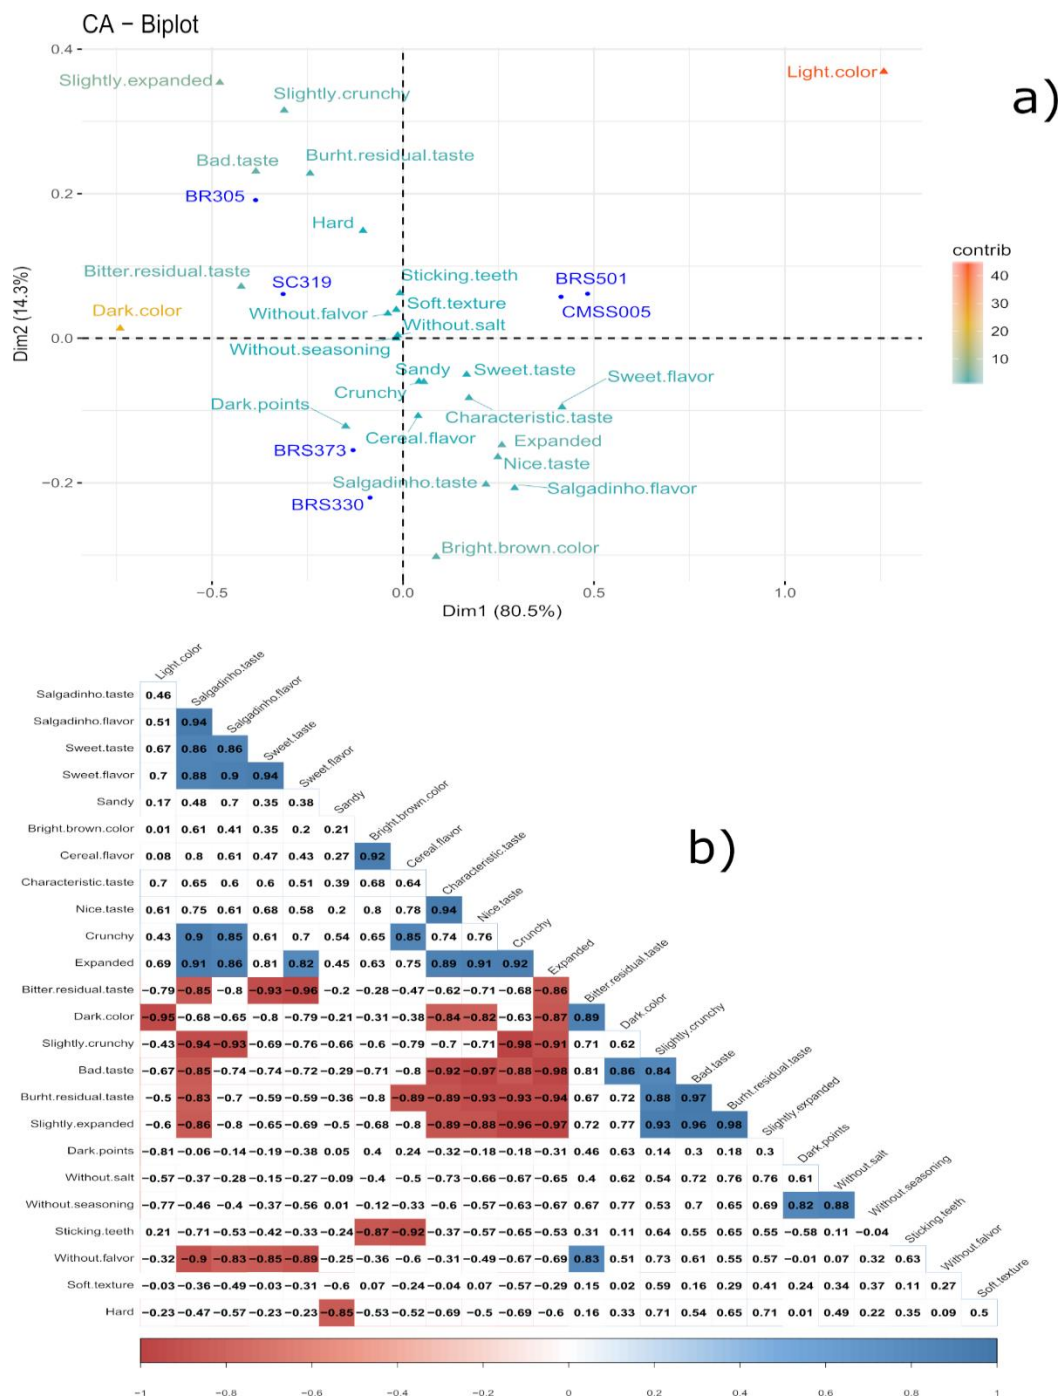 CA − Biplot
a)
0.4
Slightly.expanded
Light.color
Slightly.crunchy
Bad.taste
Burht.residual.taste
0.2
BR305
Hard
contrib
Bitter.residual.taste
SC319
Sticking.teeth
BRS501
40
Dark.color
Without.falvor
Soft.texture
CMSS005
30
Without.salt
20
0.0
Without.seasoning
10
Sandy
Sweet.taste
Sweet.flavor
Crunchy
Dark.points
Characteristic.taste
Cereal.flavor
Expanded
BRS373
Nice.taste
−0.2
Salgadinho.taste
Salgadinho.flavor
BRS330
Bright.brown.color
Dim2 (14.3%)
−0.5 0.0 0.5 1.0
Dim1 (80.5%)
b)
Light.color
Salgadinho.taste 0.46 Salgadinho.taste
Salgadinho.flavor 0.51 0.94 Salgadinho.flavor
Sweet.taste 0.67 0.86 0.86 Sweet.taste
Sweet.flavor 0.7 0.88 0.9 0.94 Sweet.flavor
Sandy 0.17 0.48 0.7 0.35 0.38 Sandy
Bright.brown.color 0.01 0.61 0.41 0.35 0.2 0.21 Bright.brown.color
Cereal.flavor 0.08 0.8 0.61 0.47 0.43 0.27 0.92 Cereal.flavor
Characteristic.taste 0.7 0.65 0.6 0.6 0.51 0.39 0.68 0.64 Characteristic.taste
Nice.taste 0.61 0.75 0.61 0.68 0.58 0.2 0.8 0.78 0.94 Nice.taste
Crunchy 0.43 0.9 0.85 0.61 0.7 0.54 0.65 0.85 0.74 0.76 Crunchy
Expanded 0.69 0.91 0.86 0.81 0.82 0.45 0.63 0.75 0.89 0.91 0.92 Expanded
Bitter.residual.taste −0.79 −0.85 −0.8 −0.93 −0.96 −0.2 −0.28 −0.47 −0.62 −0.71 −0.68 −0.86 Bitter.residual.taste
Dark.color −0.95 −0.68 −0.65 −0.8 −0.79 −0.21 −0.31 −0.38 −0.84 −0.82 −0.63 −0.87 0.89 Dark.color
Slightly.crunchy −0.43 −0.94 −0.93 −0.69 −0.76 −0.66 −0.6 −0.79 −0.7 −0.71 −0.98 −0.91 0.71 0.62 Slightly.crunchy
Bad.taste −0.67 −0.85 −0.74 −0.74 −0.72 −0.29 −0.71 −0.8 −0.92 −0.97 −0.88 −0.98 0.81 0.86 0.84 Bad.taste
Burht.residual.taste −0.5 −0.83 −0.7 −0.59 −0.59 −0.36 −0.8 −0.89 −0.89 −0.93 −0.93 −0.94 0.67 0.72 0.88 0.97 Burht.residual.taste
Slightly.expanded −0.6 −0.86 −0.8 −0.65 −0.69 −0.5 −0.68 −0.8 −0.89 −0.88 −0.96 −0.97 0.72 0.77 0.93 0.96 0.98 Slightly.expanded
Dark.points −0.81 −0.06 −0.14 −0.19 −0.38 0.05 0.4 0.24 −0.32 −0.18 −0.18 −0.31 0.46 0.63 0.14 0.3 0.18 0.3 Dark.points
Without.salt −0.57 −0.37 −0.28 −0.15 −0.27 −0.09 −0.4 −0.5 −0.73 −0.66 −0.67 −0.65 0.4 0.62 0.54 0.72 0.76 0.76 0.61 Without.salt
Without.seasoning −0.77 −0.46 −0.4 −0.37 −0.56 0.01 −0.12 −0.33 −0.6 −0.57 −0.63 −0.67 0.67 0.77 0.53 0.7 0.65 0.69 0.82 0.88 Without.seasoning
Sticking.teeth 0.21 −0.71 −0.53 −0.42 −0.33 −0.24 −0.87 −0.92 −0.37 −0.57 −0.65 −0.53 0.31 0.11 0.64 0.55 0.65 0.55 −0.58 0.11 −0.04 Sticking.teeth
Without.falvor −0.32 −0.9 −0.83 −0.85 −0.89 −0.25 −0.36 −0.6 −0.31 −0.49 −0.67 −0.69 0.83 0.51 0.73 0.61 0.55 0.57 −0.01 0.07 0.32 0.63 Without.falvor
Soft.texture −0.03 −0.36 −0.49 −0.03 −0.31 −0.6 0.07 −0.24 −0.04 0.07 −0.57 −0.29 0.15 0.02 0.59 0.16 0.29 0.41 0.24 0.34 0.37 0.11 0.27 Soft.texture
Hard −0.23 −0.47 −0.57 −0.23 −0.23 −0.85 −0.53 −0.52 −0.69 −0.5 −0.69 −0.6 0.16 0.33 0.71 0.54 0.65 0.71 0.01 0.49 0.22 0.35 0.09 0.5
−1 −0.8 −0.6 −0.4 −0.2 0 0.2 0.4 0.6 0.8 1